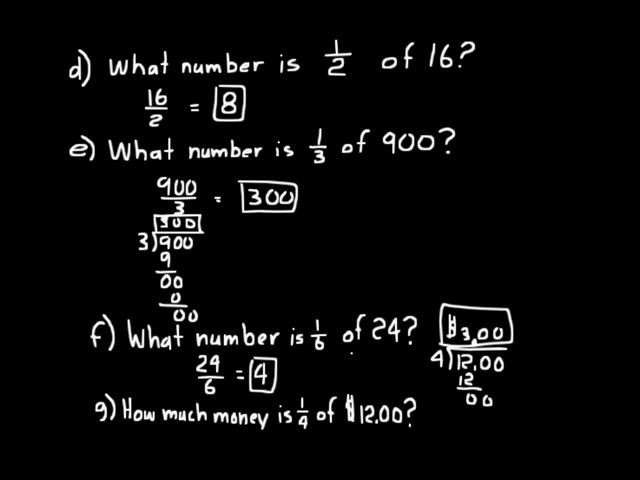 d) What number is 1/2 of 16?
16/2 = 8
e) What number is 1/3 of 900?
900/3 = 300
300
3)900
9
00
0
00
f) What number is 1/6 of 24?
24/6 = 4
$3.00
4)12.00
12
00
g) How much money is 1/4 of $12.00?